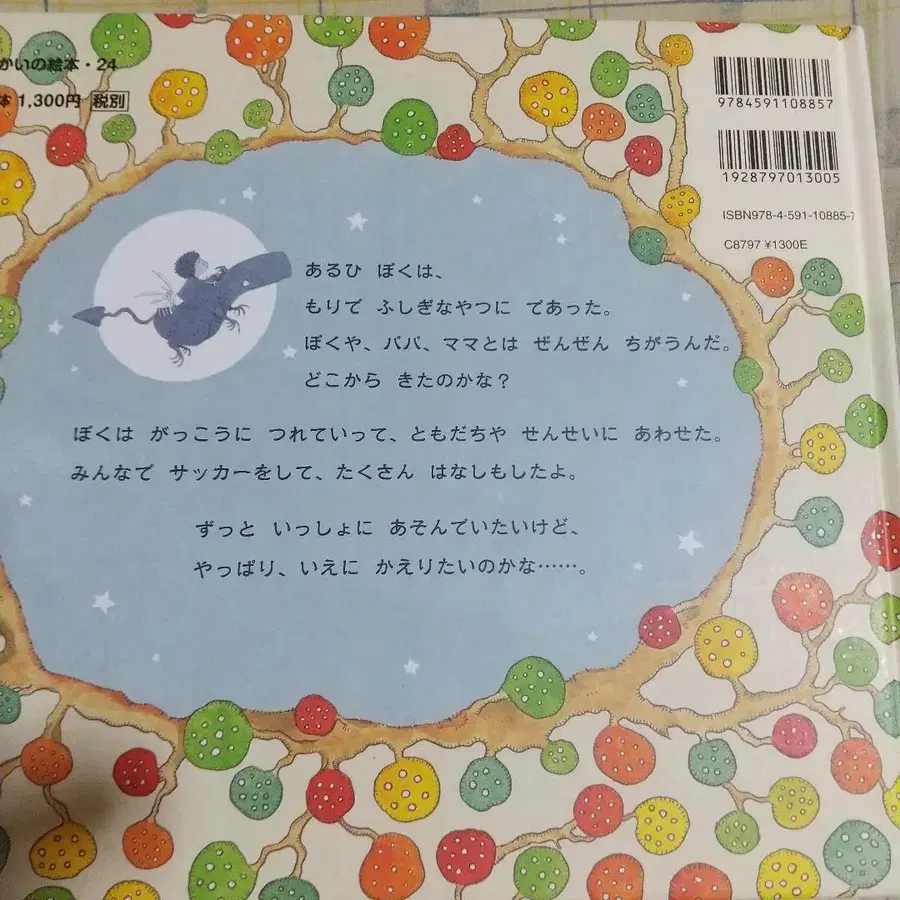 かいの絵本・24
本 1,300円 税別
9784591108857
1928797013005
ISBN978-4-591-10885-7
C8797 ¥1300E
あるひ ぼくは、
もりで ふしぎなやつに であった。
ぼくや、パパ、ママとは ぜんぜん ちがうんだ。
どこから きたのかな？
ぼくは がっこうに つれていって、ともだちや せんせいに あわせた。
みんなで サッカーをして、たくさん はなしもしたよ。
ずっと いっしょに あそんでいたいけど、
やっぱり、いえに かえりたいのかな……。